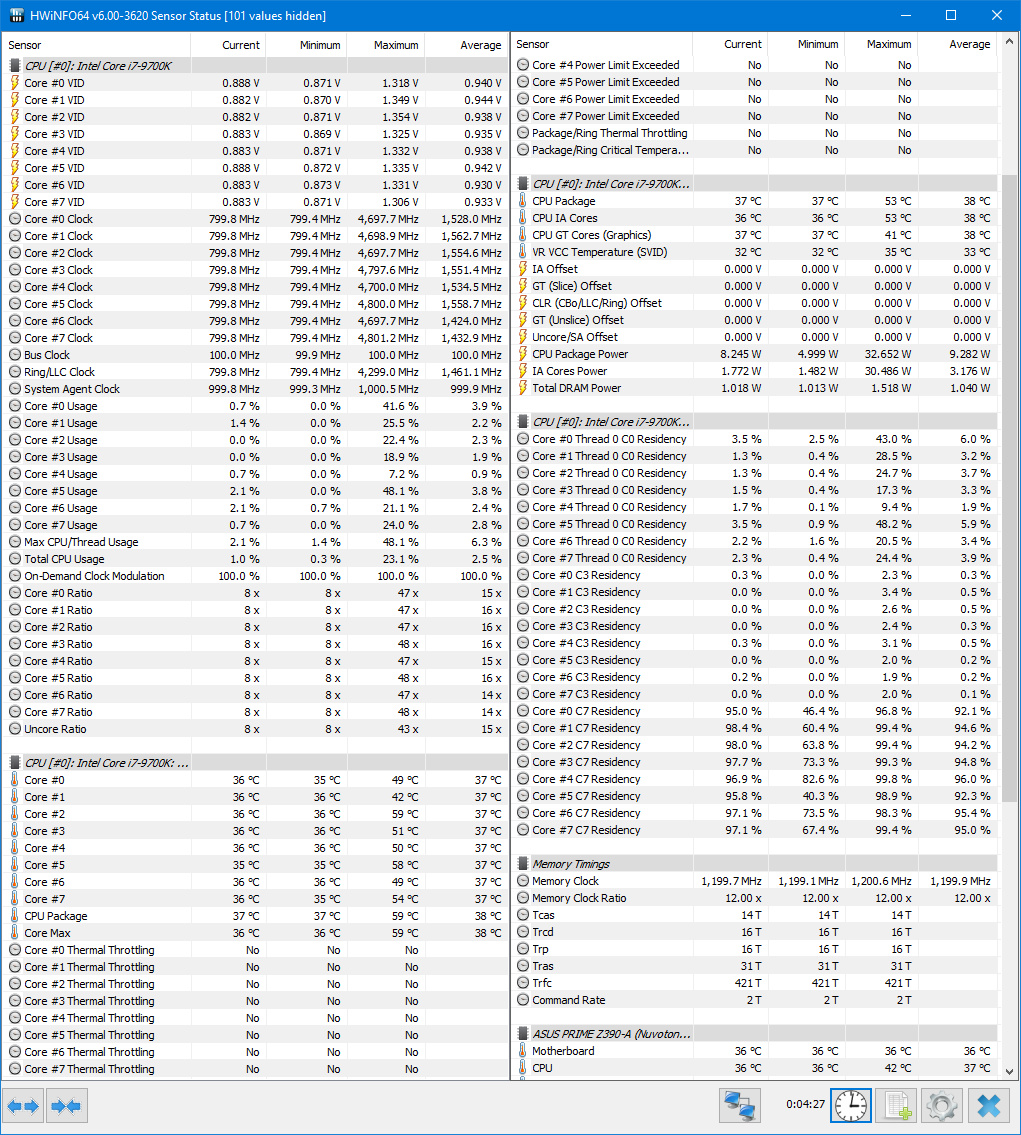 HWiNFO64 v6.00-3620 Sensor Status [101 values hidden]
Sensor Current Minimum Maximum Average
CPU [#0]: Intel Core i7-9700K
Core #0 VID 0.888 V 0.871 V 1.318 V 0.940 V
Core #1 VID 0.882 V 0.870 V 1.349 V 0.944 V
Core #2 VID 0.882 V 0.871 V 1.354 V 0.938 V
Core #3 VID 0.883 V 0.869 V 1.325 V 0.935 V
Core #4 VID 0.883 V 0.871 V 1.332 V 0.938 V
Core #5 VID 0.888 V 0.872 V 1.335 V 0.942 V
Core #6 VID 0.883 V 0.873 V 1.331 V 0.930 V
Core #7 VID 0.883 V 0.872 V 1.306 V 0.933 V
Core #0 Clock 799.8 MHz 799.4 MHz 4,697.7 MHz 1,528.0 MHz
Core #1 Clock 799.8 MHz 799.4 MHz 4,698.9 MHz 1,562.7 MHz
Core #2 Clock 799.8 MHz 799.4 MHz 4,697.7 MHz 1,554.6 MHz
Core #3 Clock 799.8 MHz 799.4 MHz 4,797.6 MHz 1,551.4 MHz
Core #4 Clock 799.8 MHz 799.4 MHz 4,700.0 MHz 1,534.5 MHz
Core #5 Clock 799.8 MHz 799.4 MHz 4,800.0 MHz 1,558.7 MHz
Core #6 Clock 799.8 MHz 799.4 MHz 4,697.7 MHz 1,424.0 MHz
Core #7 Clock 799.8 MHz 799.4 MHz 4,801.2 MHz 1,432.9 MHz
Bus Clock 100.0 MHz 99.9 MHz 100.0 MHz 100.0 MHz
Ring/LLC Clock 799.8 MHz 799.4 MHz 4,299.0 MHz 1,461.1 MHz
System Agent Clock 999.8 MHz 999.3 MHz 1,000.5 MHz 999.9 MHz
Core #0 Usage 0.7 % 0.0 % 41.6 % 3.9 %
Core #1 Usage 1.4 % 0.0 % 25.5 % 2.2 %
Core #2 Usage 0.0 % 0.0 % 22.4 % 2.3 %
Core #3 Usage 0.0 % 0.0 % 18.9 % 1.9 %
Core #4 Usage 0.7 % 0.0 % 7.2 % 0.9 %
Core #5 Usage 2.1 % 0.0 % 48.1 % 3.8 %
Core #6 Usage 2.1 % 0.7 % 21.1 % 2.4 %
Core #7 Usage 0.7 % 0.0 % 24.0 % 2.8 %
Max CPU/Thread Usage 2.1 % 1.4 % 48.1 % 6.3 %
Total CPU Usage 1.0 % 0.3 % 23.1 % 2.5 %
On-Demand Clock Modulation 100.0 % 100.0 % 100.0 % 100.0 %
Core #0 Ratio 8 x 8 x 47 x 15 x
Core #1 Ratio 8 x 8 x 47 x 16 x
Core #2 Ratio 8 x 8 x 47 x 16 x
Core #3 Ratio 8 x 8 x 48 x 16 x
Core #4 Ratio 8 x 8 x 47 x 15 x
Core #5 Ratio 8 x 8 x 48 x 16 x
Core #6 Ratio 8 x 8 x 47 x 14 x
Core #7 Ratio 8 x 8 x 48 x 14 x
Uncore Ratio 8 x 8 x 43 x 15 x
CPU [#0]: Intel Core i7-9700K: ...
Core #0 36 °C 35 °C 49 °C 37 °C
Core #1 36 °C 36 °C 42 °C 37 °C
Core #2 36 °C 36 °C 59 °C 37 °C
Core #3 36 °C 36 °C 51 °C 37 °C
Core #4 36 °C 36 °C 50 °C 37 °C
Core #5 35 °C 35 °C 58 °C 37 °C
Core #6 36 °C 36 °C 49 °C 37 °C
Core #7 36 °C 35 °C 54 °C 37 °C
CPU Package 37 °C 37 °C 59 °C 38 °C
Core Max 36 °C 36 °C 59 °C 38 °C
Core #0 Thermal Throttling No No No
Core #1 Thermal Throttling No No No
Core #2 Thermal Throttling No No No
Core #3 Thermal Throttling No No No
Core #4 Thermal Throttling No No No
Core #5 Thermal Throttling No No No
Core #6 Thermal Throttling No No No
Core #7 Thermal Throttling No No No
Sensor Current Minimum Maximum Average
Core #4 Power Limit Exceeded No No No
Core #5 Power Limit Exceeded No No No
Core #6 Power Limit Exceeded No No No
Core #7 Power Limit Exceeded No No No
Package/Ring Thermal Throttling No No No
Package/Ring Critical Tempera... No No No
CPU [#0]: Intel Core i7-9700K...
CPU Package 37 °C 37 °C 53 °C 38 °C
CPU IA Cores 36 °C 36 °C 53 °C 38 °C
CPU GT Cores (Graphics) 37 °C 37 °C 41 °C 38 °C
VR VCC Temperature (SVID) 32 °C 32 °C 35 °C 33 °C
IA Offset 0.000 V 0.000 V 0.000 V 0.000 V
GT (Slice) Offset 0.000 V 0.000 V 0.000 V 0.000 V
CLR (CBo/LLC/Ring) Offset 0.000 V 0.000 V 0.000 V 0.000 V
GT (Unslice) Offset 0.000 V 0.000 V 0.000 V 0.000 V
Uncore/SA Offset 0.000 V 0.000 V 0.000 V 0.000 V
CPU Package Power 8.245 W 4.999 W 32.652 W 9.282 W
IA Cores Power 1.772 W 1.482 W 30.486 W 3.176 W
Total DRAM Power 1.018 W 1.013 W 1.518 W 1.040 W
CPU [#0]: Intel Core i7-9700K...
Core #0 Thread 0 C0 Residency 3.5 % 2.5 % 43.0 % 6.0 %
Core #1 Thread 0 C0 Residency 1.3 % 0.4 % 28.5 % 3.2 %
Core #2 Thread 0 C0 Residency 1.3 % 0.4 % 24.7 % 3.7 %
Core #3 Thread 0 C0 Residency 1.5 % 0.4 % 17.3 % 3.3 %
Core #4 Thread 0 C0 Residency 1.7 % 0.1 % 9.4 % 1.9 %
Core #5 Thread 0 C0 Residency 3.5 % 0.9 % 48.2 % 5.9 %
Core #6 Thread 0 C0 Residency 2.2 % 1.6 % 20.5 % 3.4 %
Core #7 Thread 0 C0 Residency 2.3 % 0.4 % 24.4 % 3.9 %
Core #0 C3 Residency 0.3 % 0.0 % 2.3 % 0.3 %
Core #1 C3 Residency 0.0 % 0.0 % 3.4 % 0.5 %
Core #2 C3 Residency 0.0 % 0.0 % 2.6 % 0.5 %
Core #3 C3 Residency 0.0 % 0.0 % 2.4 % 0.3 %
Core #4 C3 Residency 0.3 % 0.0 % 3.1 % 0.5 %
Core #5 C3 Residency 0.0 % 0.0 % 2.0 % 0.2 %
Core #6 C3 Residency 0.2 % 0.0 % 1.9 % 0.2 %
Core #7 C3 Residency 0.0 % 0.0 % 2.0 % 0.1 %
Core #0 C7 Residency 95.0 % 46.4 % 96.8 % 92.1 %
Core #1 C7 Residency 98.4 % 60.4 % 99.4 % 94.6 %
Core #2 C7 Residency 98.0 % 63.8 % 99.4 % 94.2 %
Core #3 C7 Residency 97.7 % 73.3 % 99.3 % 94.8 %
Core #4 C7 Residency 96.9 % 82.6 % 99.8 % 96.0 %
Core #5 C7 Residency 95.8 % 40.3 % 98.9 % 92.3 %
Core #6 C7 Residency 97.1 % 73.5 % 98.3 % 95.4 %
Core #7 C7 Residency 97.1 % 67.4 % 99.4 % 95.0 %
Memory Timings
Memory Clock 1,199.7 MHz 1,199.1 MHz 1,200.6 MHz 1,199.9 MHz
Memory Clock Ratio 12.00 x 12.00 x 12.00 x 12.00 x
Tcas 14 T 14 T 14 T
Trcd 16 T 16 T 16 T
Trp 16 T 16 T 16 T
Tras 31 T 31 T 31 T
Trfc 421 T 421 T 421 T
Command Rate 2 T 2 T 2 T
ASUS PRIME Z390-A (Nuvoton...
Motherboard 36 °C 36 °C 36 °C 36 °C
CPU 36 °C 36 °C 42 °C 37 °C
0:04:27